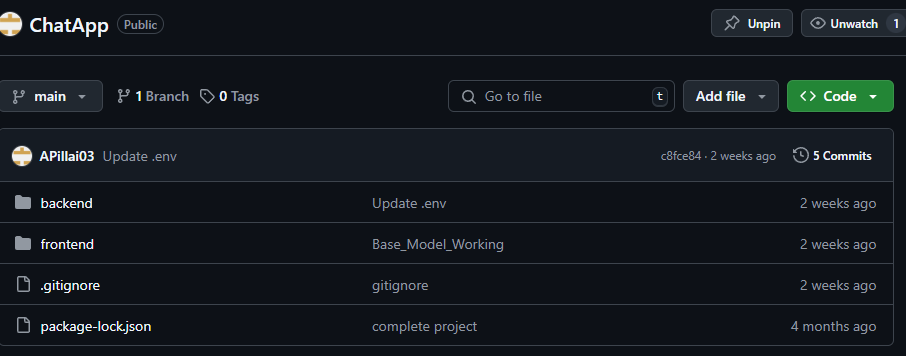 ChatApp Public Unpin Unwatch 1
main 1 Branch 0 Tags Go to file t Add file Code
APillai03 Update .env c8fce84 · 2 weeks ago 5 Commits
backend Update .env 2 weeks ago
frontend Base_Model_Working 2 weeks ago
.gitignore gitignore 2 weeks ago
package-lock.json complete project 4 months ago